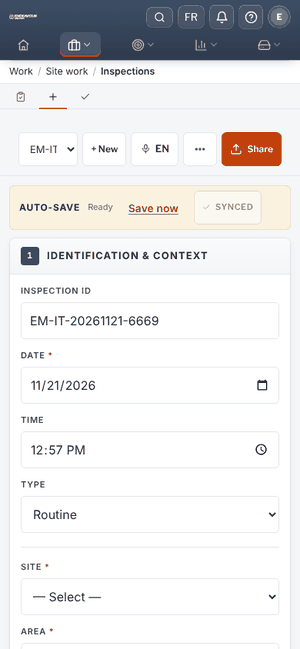 FR
E
Work / Site work / Inspections
EM-IT
+ New
EN
Share
AUTO-SAVE
Ready
Save now
SYNCED
1
IDENTIFICATION & CONTEXT
INSPECTION ID
EM-IT-20261121-6669
DATE *
11/21/2026
TIME
12:57 PM
TYPE
Routine
SITE *
— Select —
AREA *